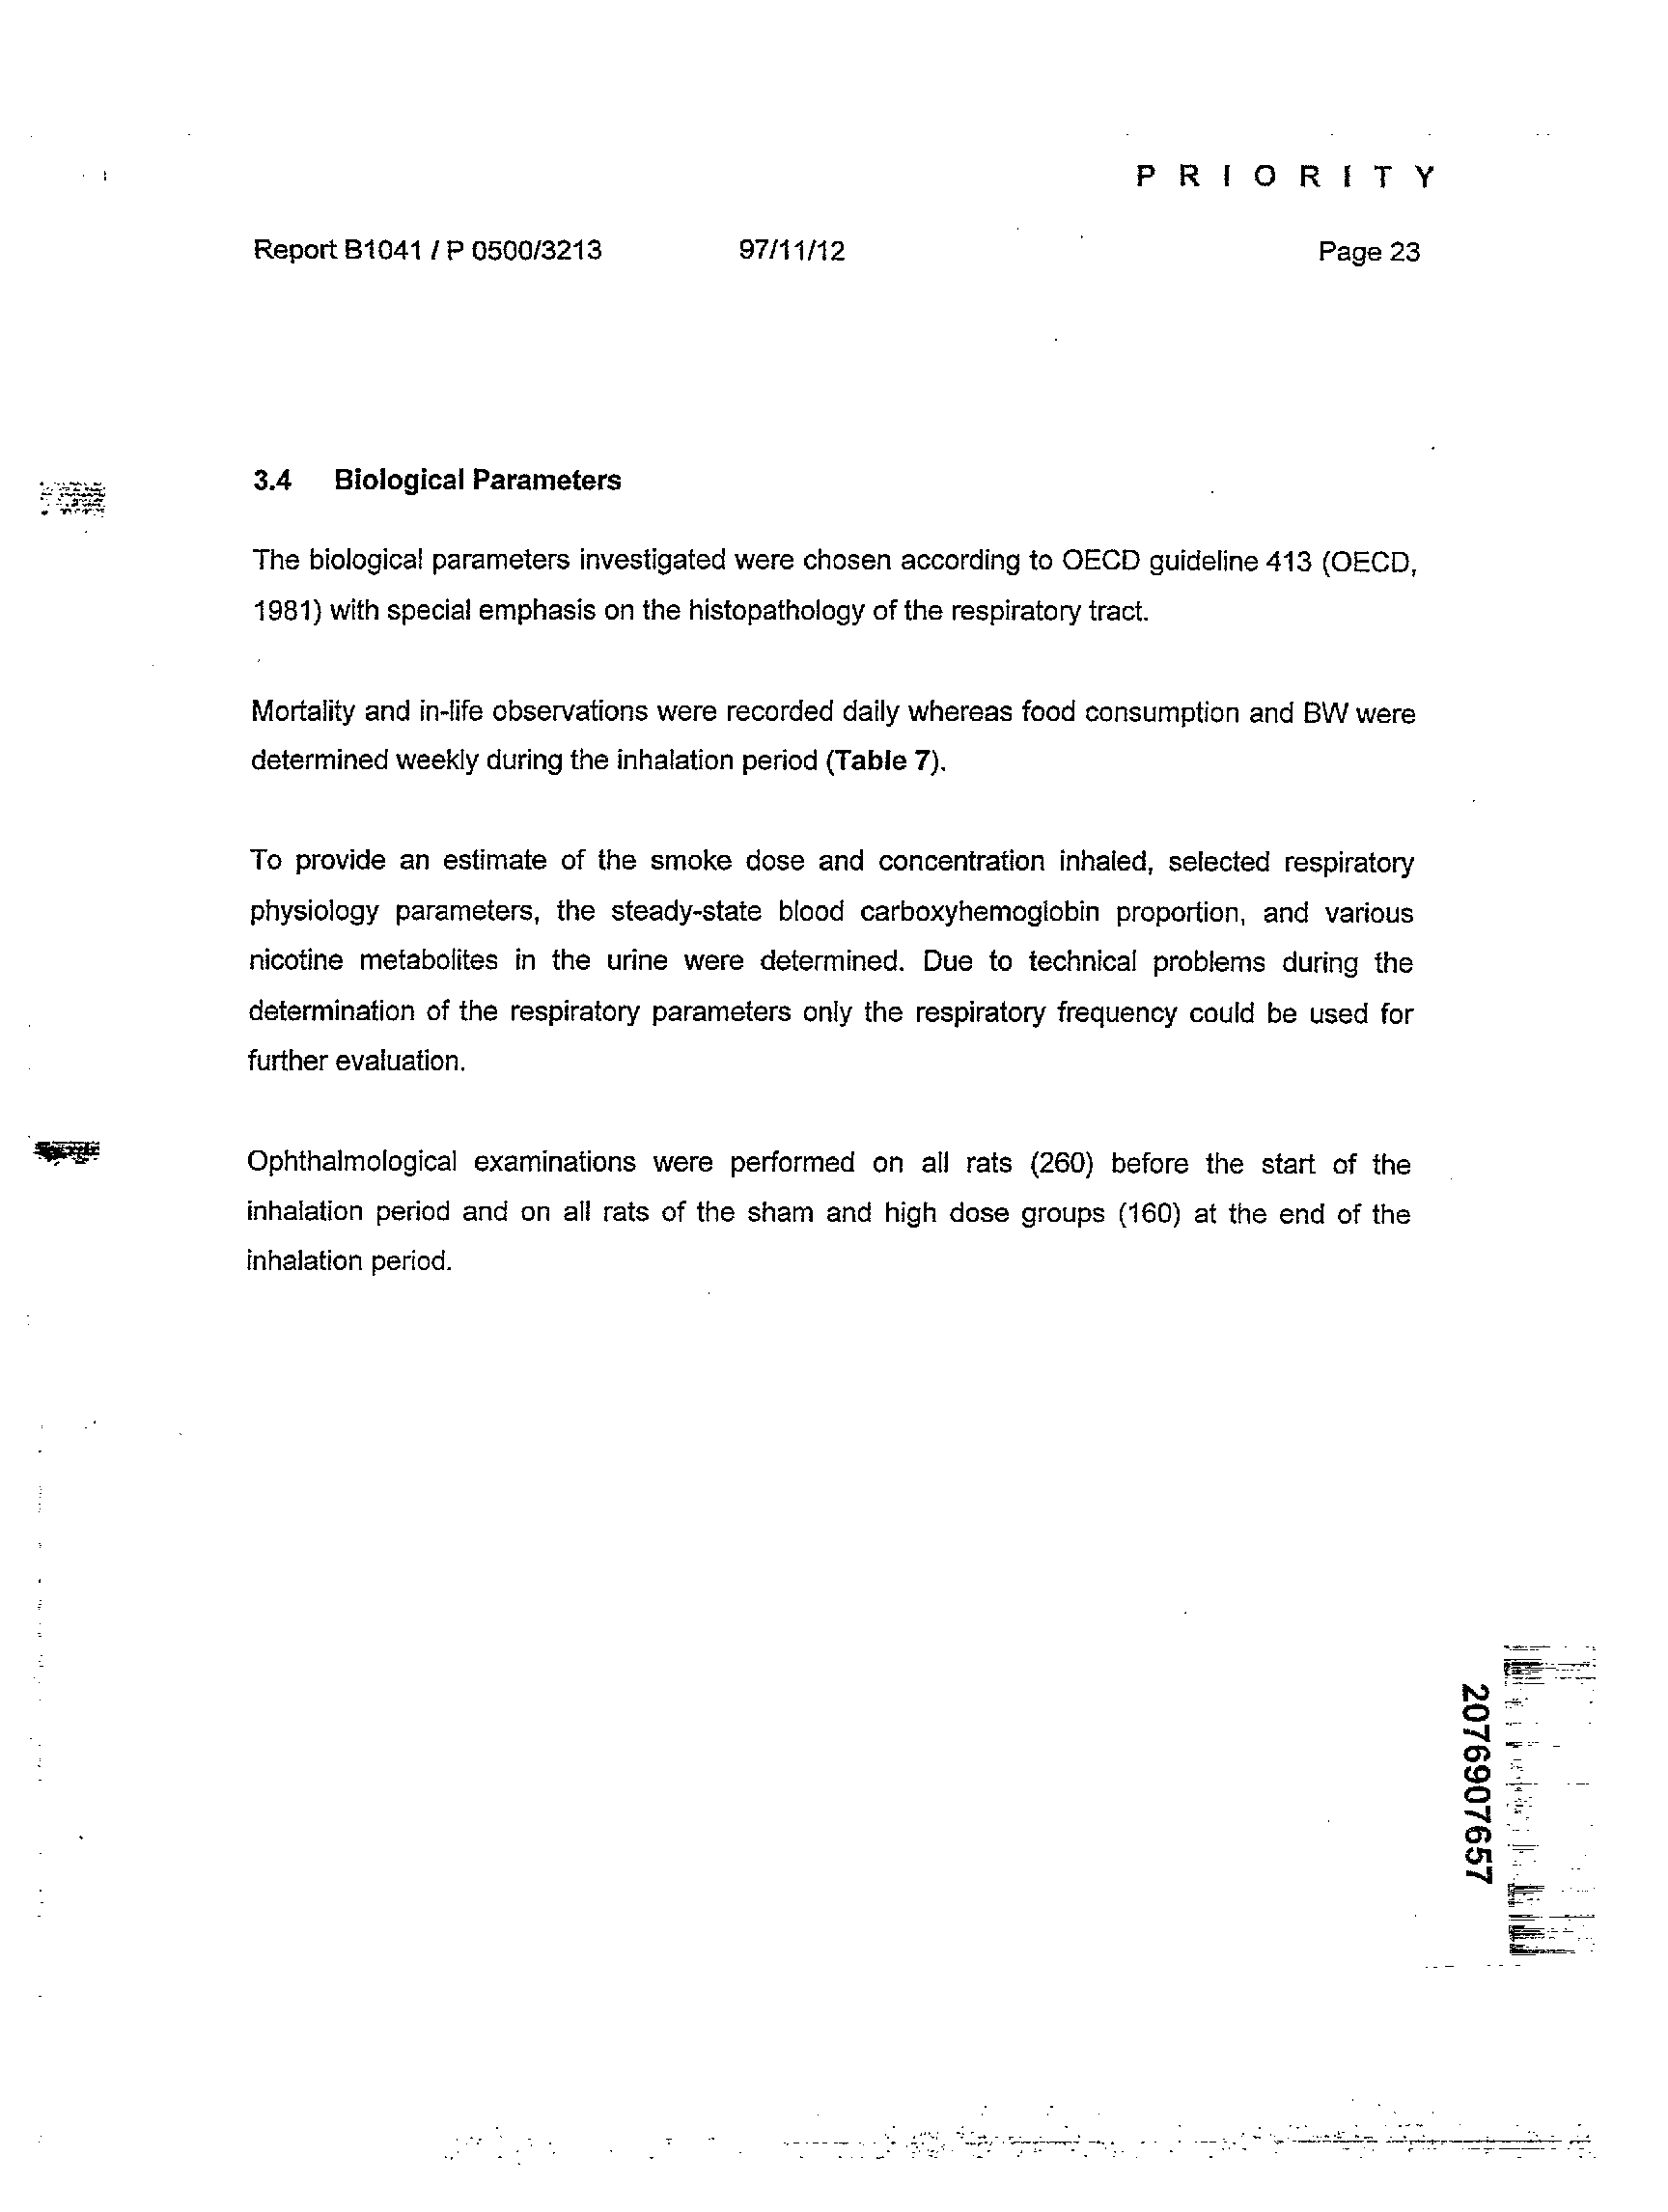 P R I O R I T Y
Report B1041 / P 0500/3213 97/11/12 Page 23
3.4 Biological Parameters
The biological parameters investigated were chosen according to OECD guideline 413 (OECD,
1981) with special emphasis on the histopathology of the respiratory tract.
Mortality and in-life observations were recorded daily whereas food consumption and BW were
determined weekly during the inhalation period (Table 7).
To provide an estimate of the smoke dose and concentration inhaled, selected respiratory
physiology parameters, the steady-state blood carboxyhemoglobin proportion, and various
nicotine metabolites in the urine were determined. Due to technical problems during the
determination of the respiratory parameters only the respiratory frequency could be used for
further evaluation.
Ophthalmological examinations were performed on all rats (260) before the start of the
inhalation period and on all rats of the sham and high dose groups (160) at the end of the
inhalation period.
2076907657